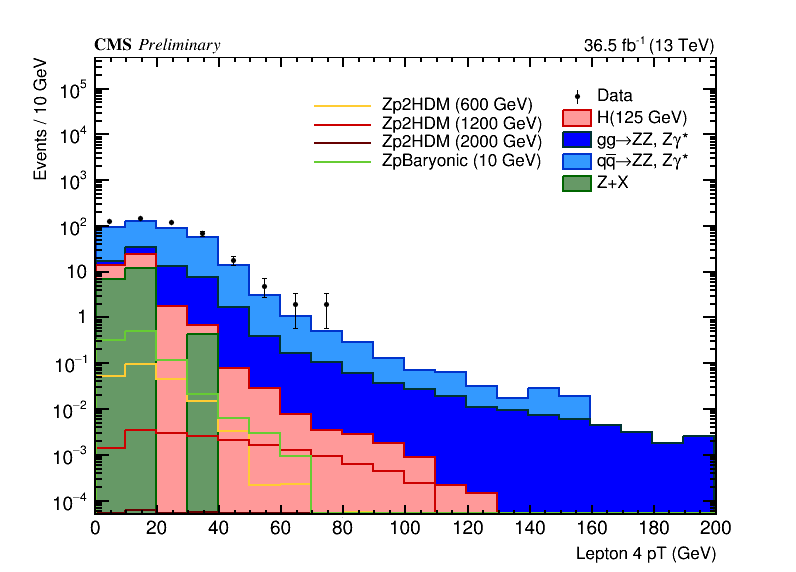 CMS Preliminary
36.5 fb⁻¹ (13 TeV)
Events / 10 GeV
10⁵
10⁴
10³
10²
10
1
10⁻¹
10⁻²
10⁻³
10⁻⁴
Zp2HDM (600 GeV)
Zp2HDM (1200 GeV)
Zp2HDM (2000 GeV)
ZpBaryonic (10 GeV)
Data
H(125 GeV)
gg→ZZ, Zγ*
qq̅→ZZ, Zγ*
Z+X
0 20 40 60 80 100 120 140 160 180 200
Lepton 4 pT (GeV)